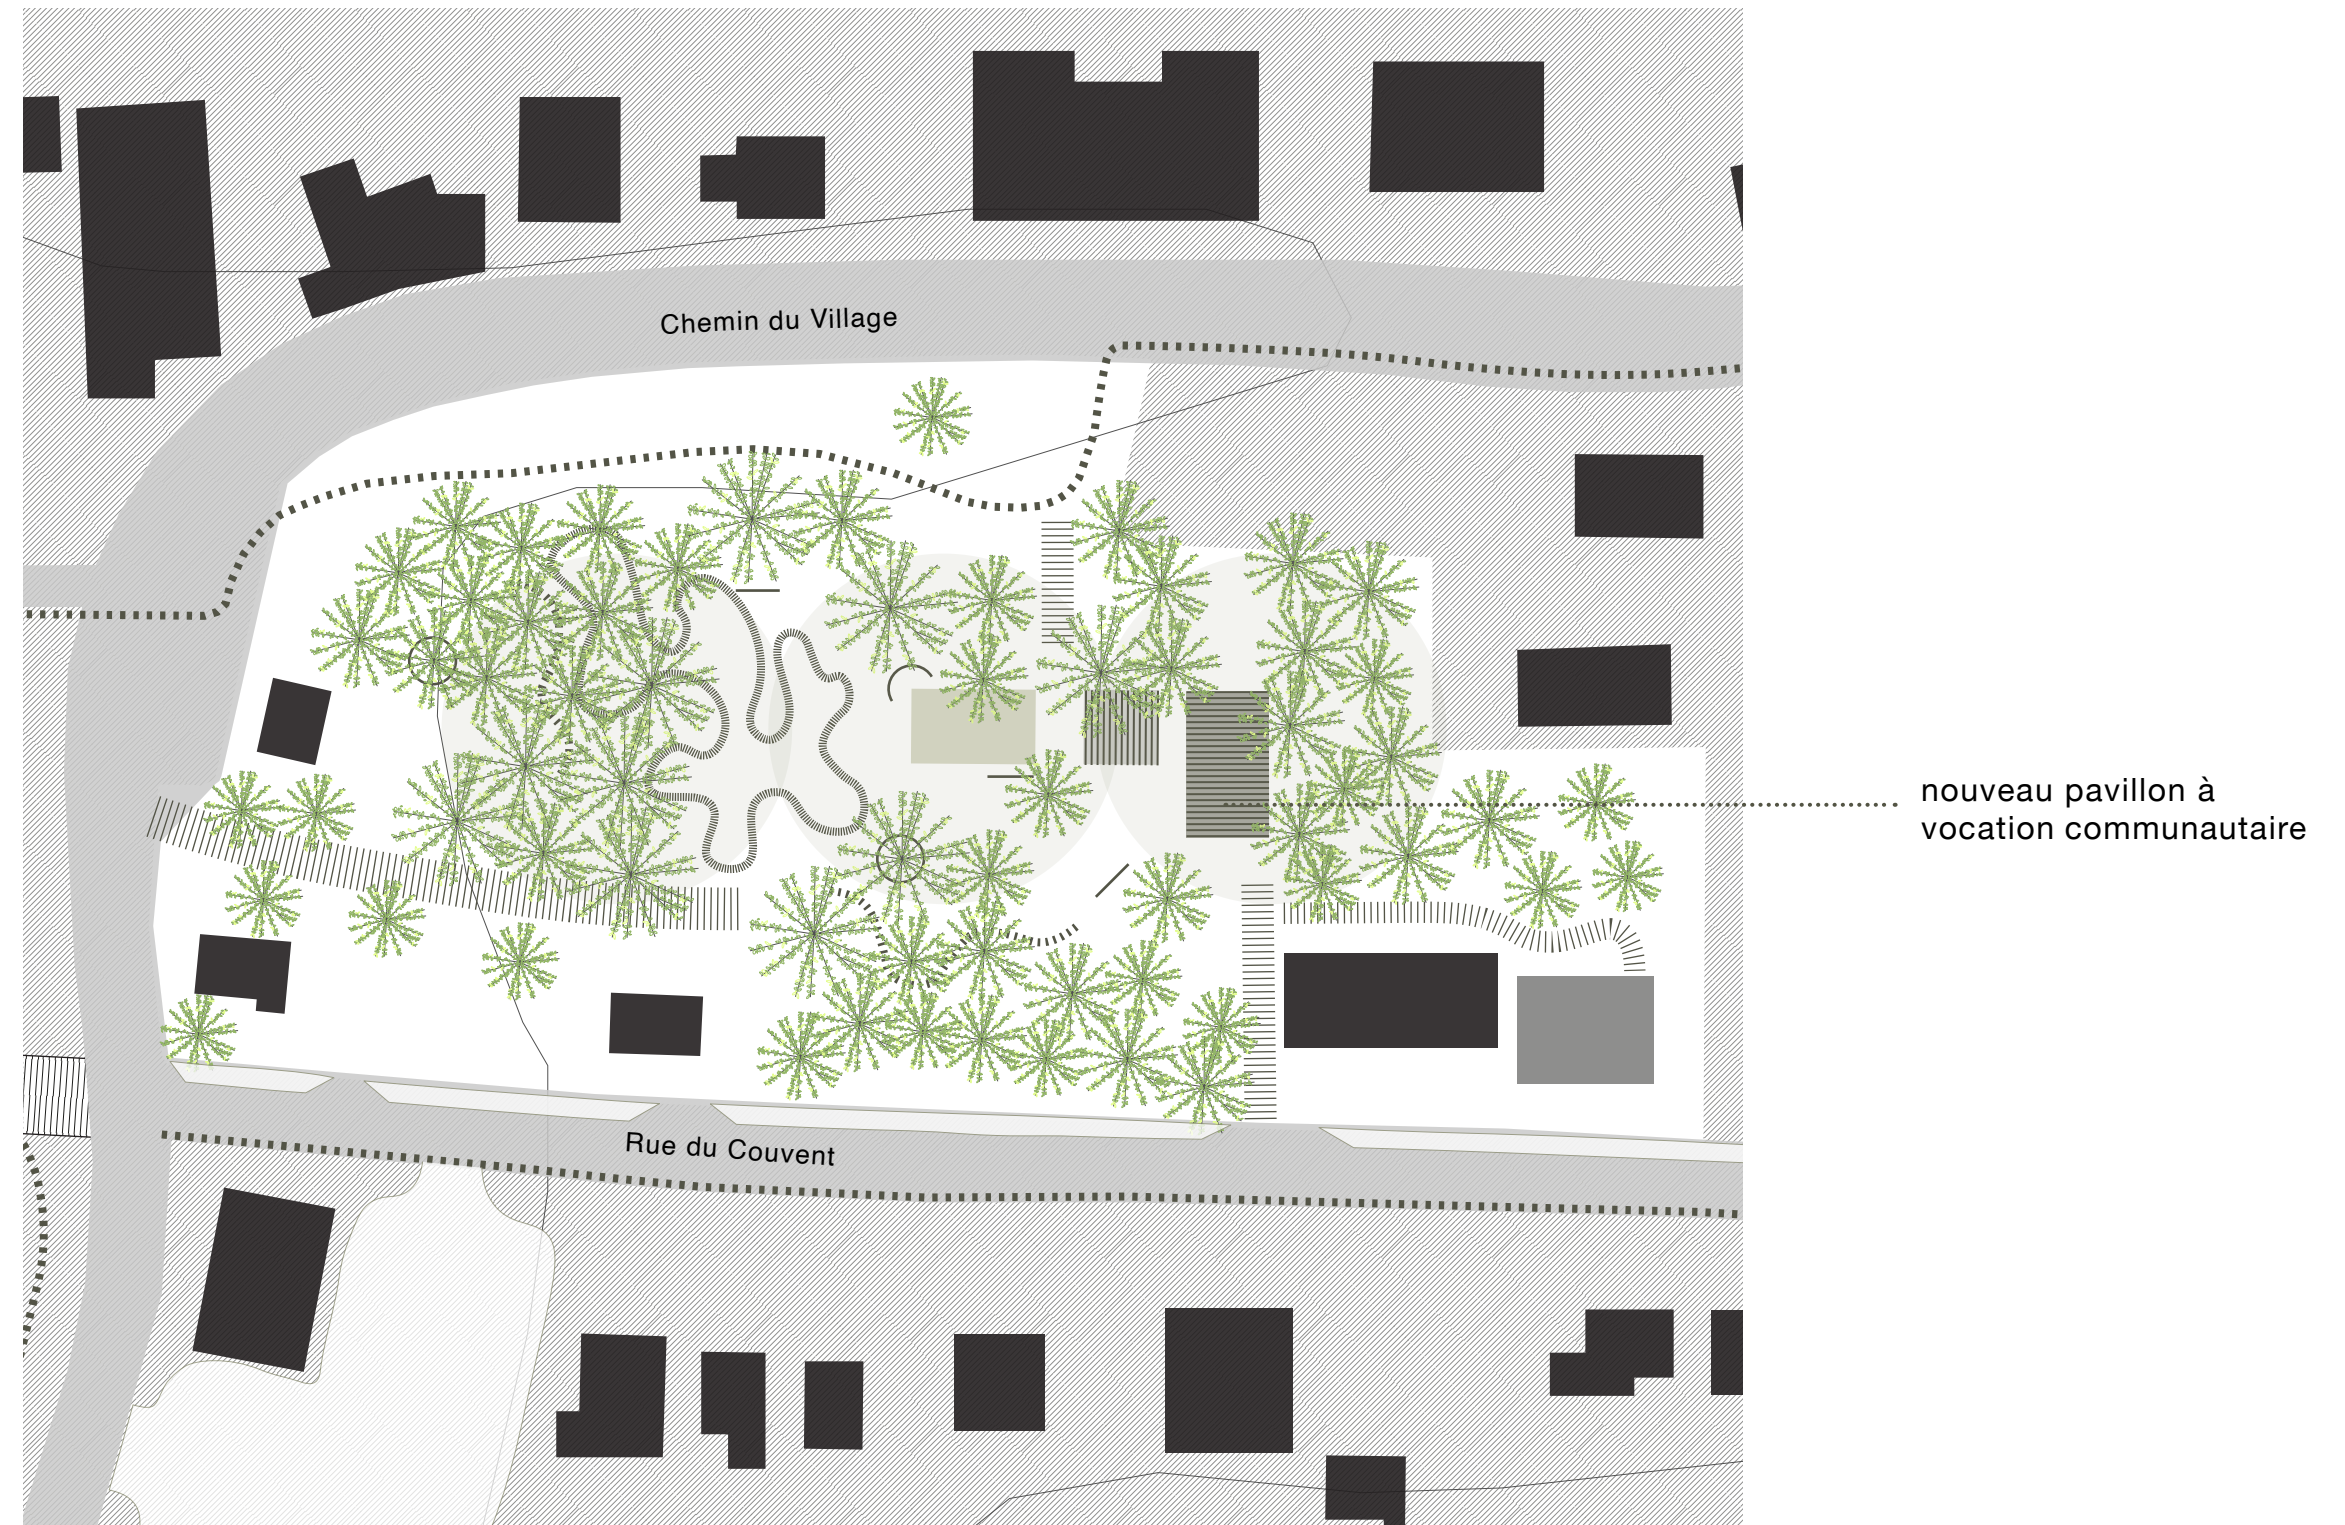 Chemin du Village
nouveau pavillon à
vocation communautaire
Rue du Couvent